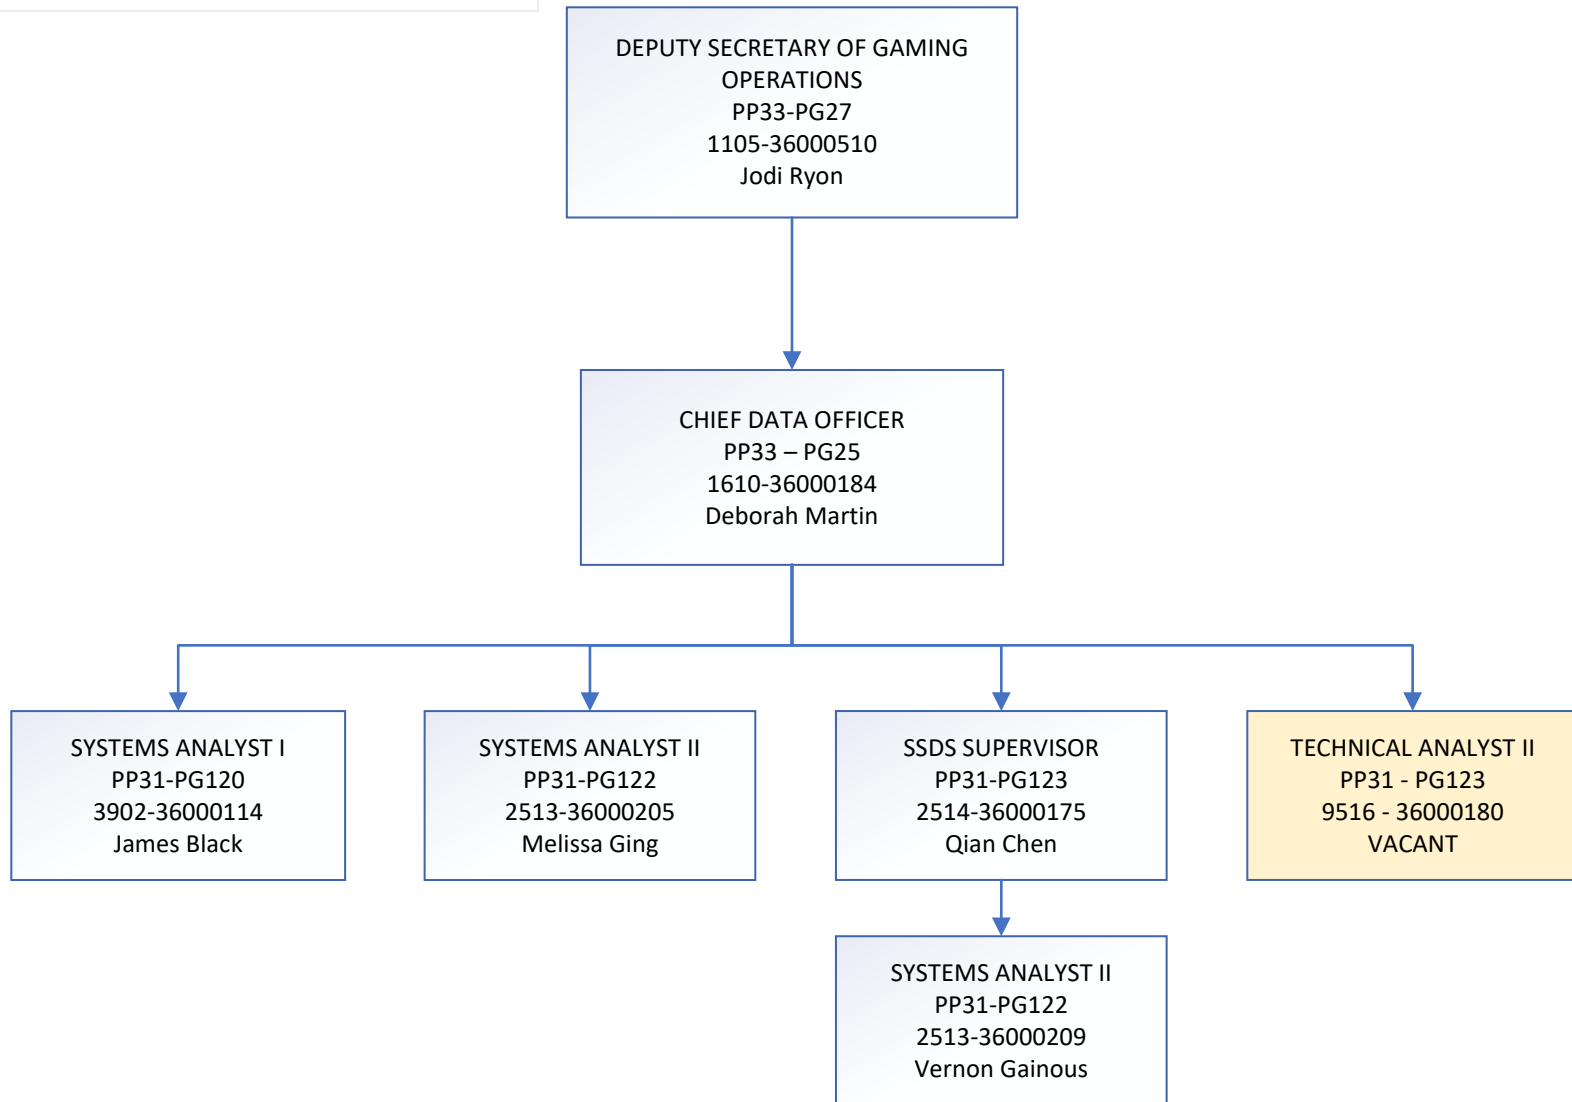 DEPUTY SECRETARY OF GAMING
OPERATIONS
PP33-PG27
1105-36000510
Jodi Ryon
CHIEF DATA OFFICER
PP33 – PG25
1610-36000184
Deborah Martin
SYSTEMS ANALYST I
PP31-PG120
3902-36000114
James Black
SYSTEMS ANALYST II
PP31-PG122
2513-36000205
Melissa Ging
SSDS SUPERVISOR
PP31-PG123
2514-36000175
Qian Chen
TECHNICAL ANALYST II
PP31 - PG123
9516 - 36000180
VACANT
SYSTEMS ANALYST II
PP31-PG122
2513-36000209
Vernon Gainous